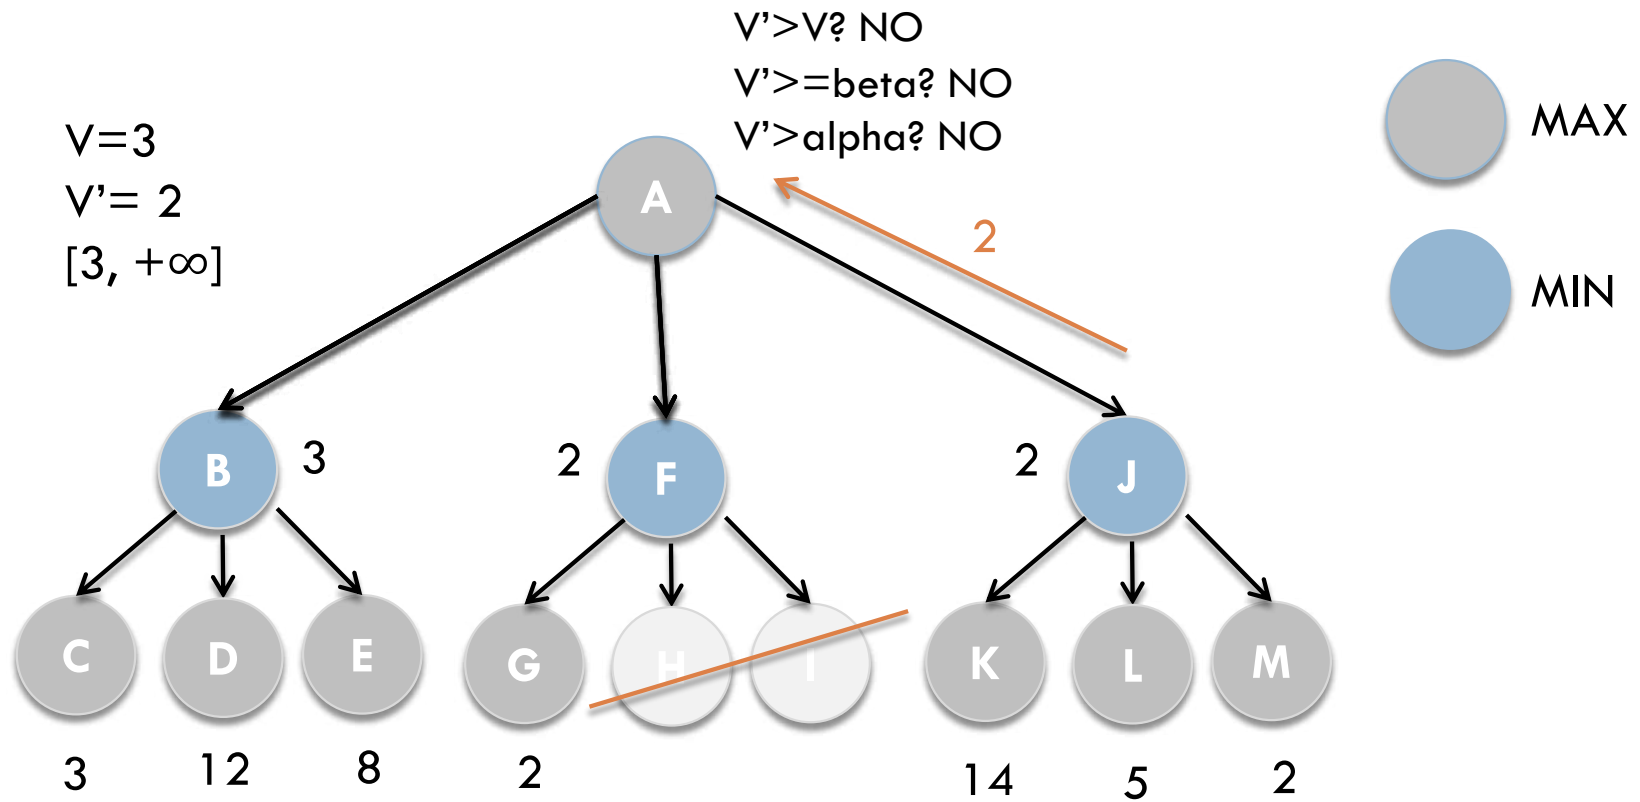 V'>V? NO
V'>=beta? NO
V'>alpha? NO
V=3
V'= 2
[3, +∞]
MAX
MIN
A
2
B
3
2
F
2
J
C
D
E
G
H
I
K
L
M
3
12
8
2
14
5
2